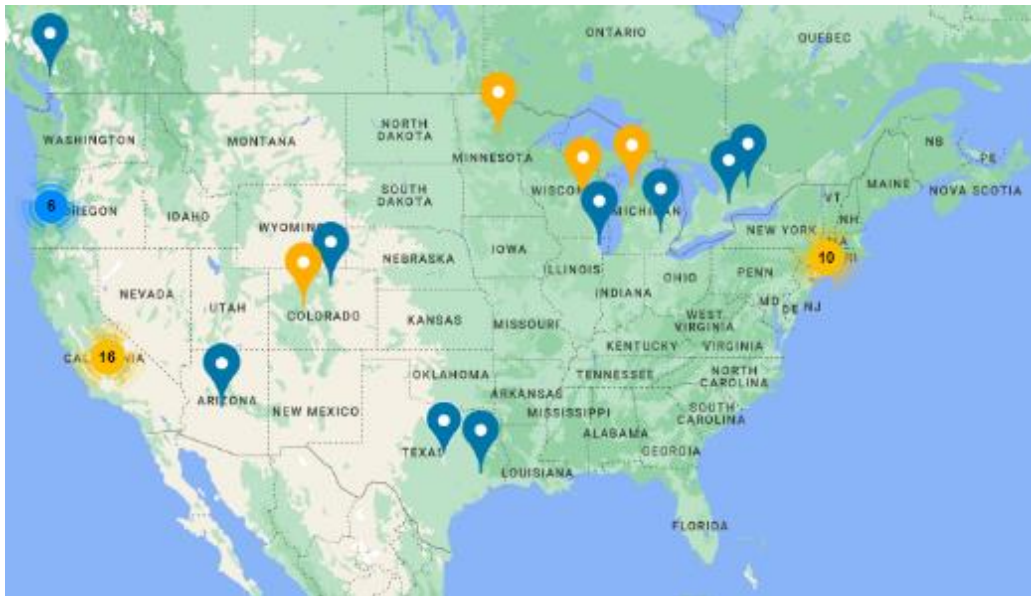 ONTARIO
QUEBEC
NORTH
DAKOTA
WASHINGTON
MONTANA
NB
PE
MINNESOTA
MAINE
NOVA SCOTIA
SOUTH
DAKOTA
WISCON
MICHIGAN
VT
NH
6
OREGON
IDAHO
WYOMING
NEW YORK
MA
10
IOWA
NEBRASKA
ILLINOIS
OHIO
PENN
NEVADA
UTAH
COLORADO
INDIANA
MD
DE
NJ
KANSAS
MISSOURI
WEST
VIRGINIA
KENTUCKY
VIRGINIA
16
CALIFORNIA
OKLAHOMA
TENNESSEE
NORTH
CAROLINA
ARIZONA
NEW MEXICO
ARKANSAS
MISSISSIPPI
SOUTH
CAROLINA
ALABAMA
GEORGIA
TEXAS
LOUISIANA
FLORIDA